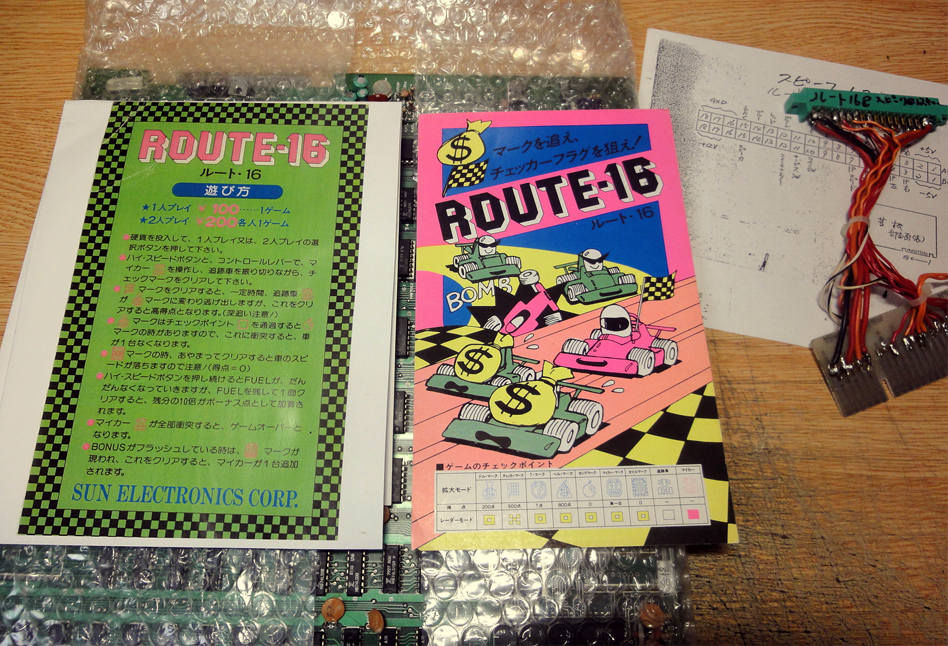 ROUTE-16
ルート・16
遊び方
★1人プレイ 100……1ゲーム
★2人プレイ 200各人1ゲーム
硬貨を投入して、1人プレイ又は、2人プレイの選
択ボタンを押して下さい。
ハイ・スピードボタンと、コントロールレバーで、マ
イカー を操作し、追跡車を振り切りながら、チ
ェックマークをクリアして下さい。
マークをクリアすると、一定時間、追跡車
が マークに変わり逃げ出しますが、これをクリ
アすると高得点となります。(深追い注意!)
マークはチェックポイント を通過すると
マークの時がありますので、これに衝突すると、車
が1台なくなります。
マークの時、あやまってクリアすると車のスピ
ードが落ちますので注意!(得点=0)
ハイ・スピードボタンを押し続けるとFUELが、だん
だんなくなっていきますが、FUELを残して1面ク
リアすると、残分の10倍がボーナス点として加算さ
れます。
マイカー が全部衝突すると、ゲームオーバーと
なります。
BONUSがフラッシュしている時は、 マークが
現われ、これをクリアすると、マイカーが1台追加
されます。
SUN ELECTRONICS CORP.
$
マークを追え、
チェッカーフラグを狙え!
ROUTE-16
ルート・16
BOMB
$
$
■ゲームのチェックポイント
拡大モード
得点 200点 500点 800点 0 0
レーダーモード
ルート16B
GND
+12V
+5V
-5V